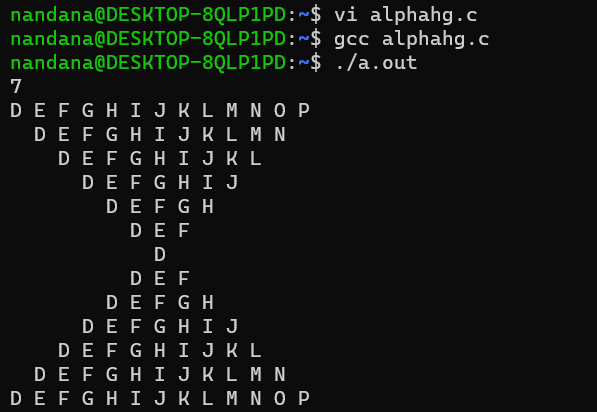 nandana@DESKTOP-8QLP1PD:~$ vi alphahg.c
nandana@DESKTOP-8QLP1PD:~$ gcc alphahg.c
nandana@DESKTOP-8QLP1PD:~$ ./a.out
7
D E F G H I J K L M N O P
  D E F G H I J K L M N
    D E F G H I J K L
      D E F G H I J
        D E F G H
          D E F
            D
          D E F
        D E F G H
      D E F G H I J
    D E F G H I J K L
  D E F G H I J K L M N
D E F G H I J K L M N O P